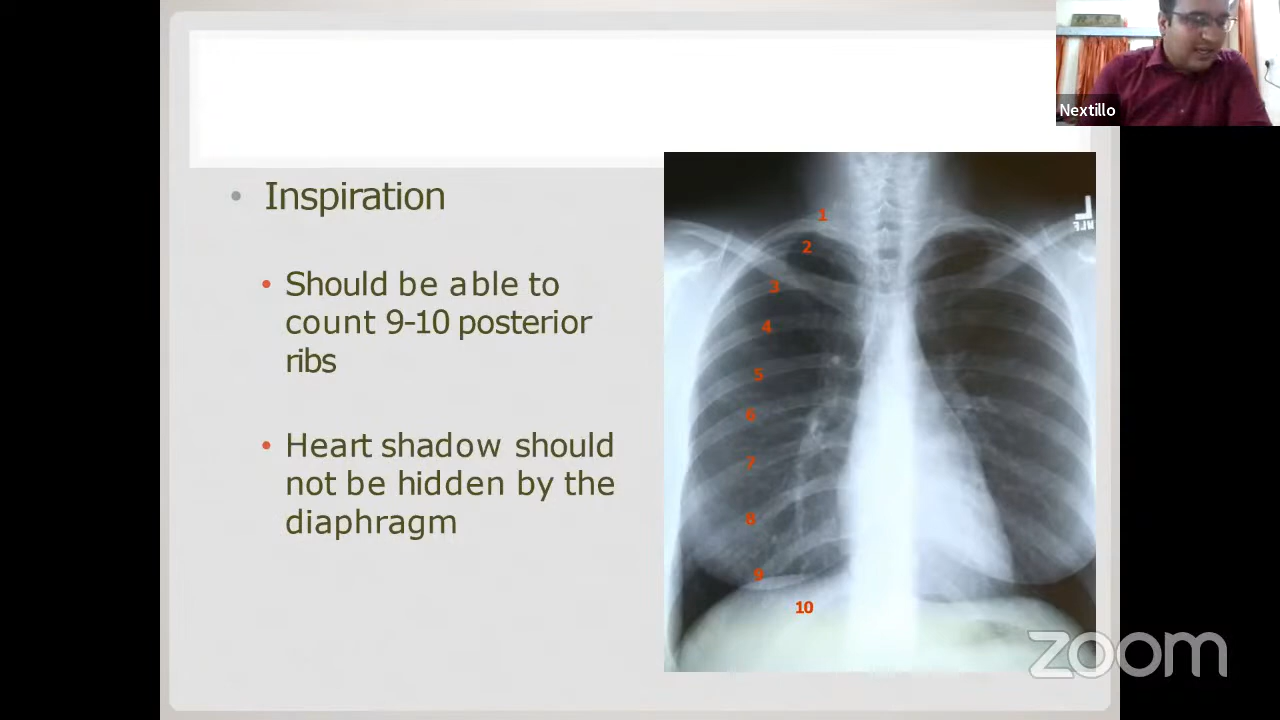 Nextillo
• Inspiration
• Should be able to
count 9-10 posterior
ribs
• Heart shadow should
not be hidden by the
diaphragm
1
2
3
4
5
6
7
8
9
10
L
zoom